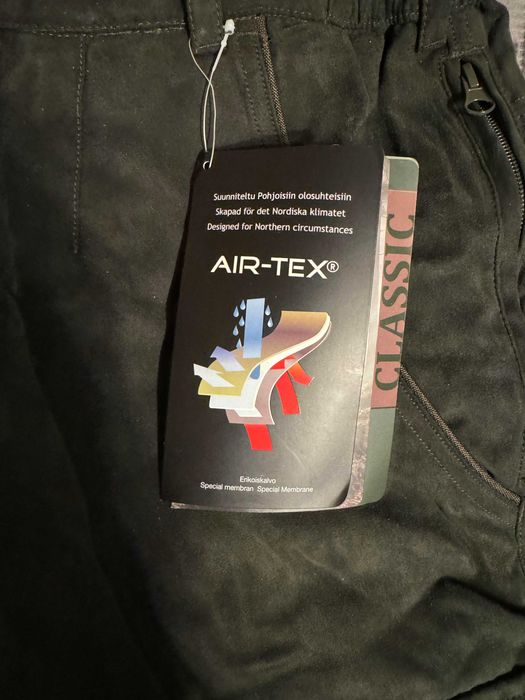 Suunniteltu Pohjoisiin olosuhteisiin
Skapad för det Nordiska klimatet
Designed for Northern circumstances
AIR-TEX®
CLASSIC
Erikoiskalvo
Special membran Special Membrane